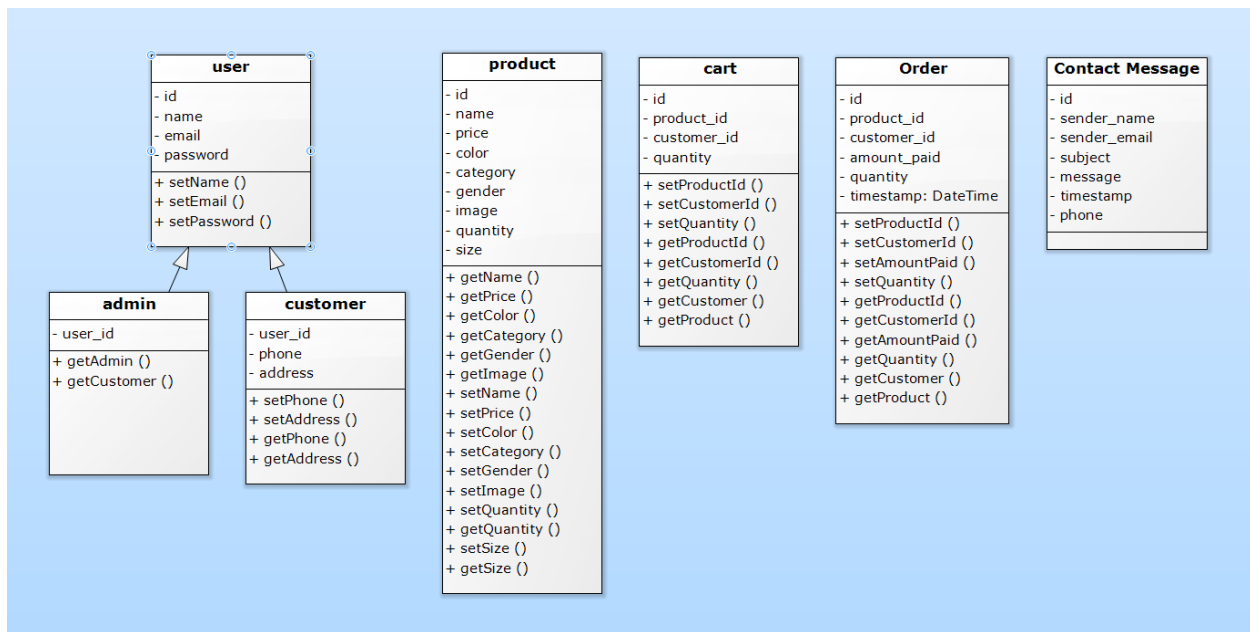 user
- id
- name
- email
- password
+ setName ()
+ setEmail ()
+ setPassword ()
admin
- user_id
+ getAdmin ()
+ getCustomer ()
customer
- user_id
- phone
- address
+ setPhone ()
+ setAddress ()
+ getPhone ()
+ getAddress ()
product
- id
- name
- price
- color
- category
- gender
- image
- quantity
- size
+ getName ()
+ getPrice ()
+ getColor ()
+ getCategory ()
+ getGender ()
+ getImage ()
+ setName ()
+ setPrice ()
+ setColor ()
+ setCategory ()
+ setGender ()
+ setImage ()
+ setQuantity ()
+ getQuantity ()
+ setSize ()
+ getSize ()
cart
- id
- product_id
- customer_id
- quantity
+ setProductId ()
+ setCustomerId ()
+ setQuantity ()
+ getProductId ()
+ getCustomerId ()
+ getQuantity ()
+ getCustomer ()
+ getProduct ()
Order
- id
- product_id
- customer_id
- amount_paid
- quantity
- timestamp: DateTime
+ setProductId ()
+ setCustomerId ()
+ setAmountPaid ()
+ setQuantity ()
+ getProductId ()
+ getCustomerId ()
+ getAmountPaid ()
+ getQuantity ()
+ getCustomer ()
+ getProduct ()
Contact Message
- id
- sender_name
- sender_email
- subject
- message
- timestamp
- phone